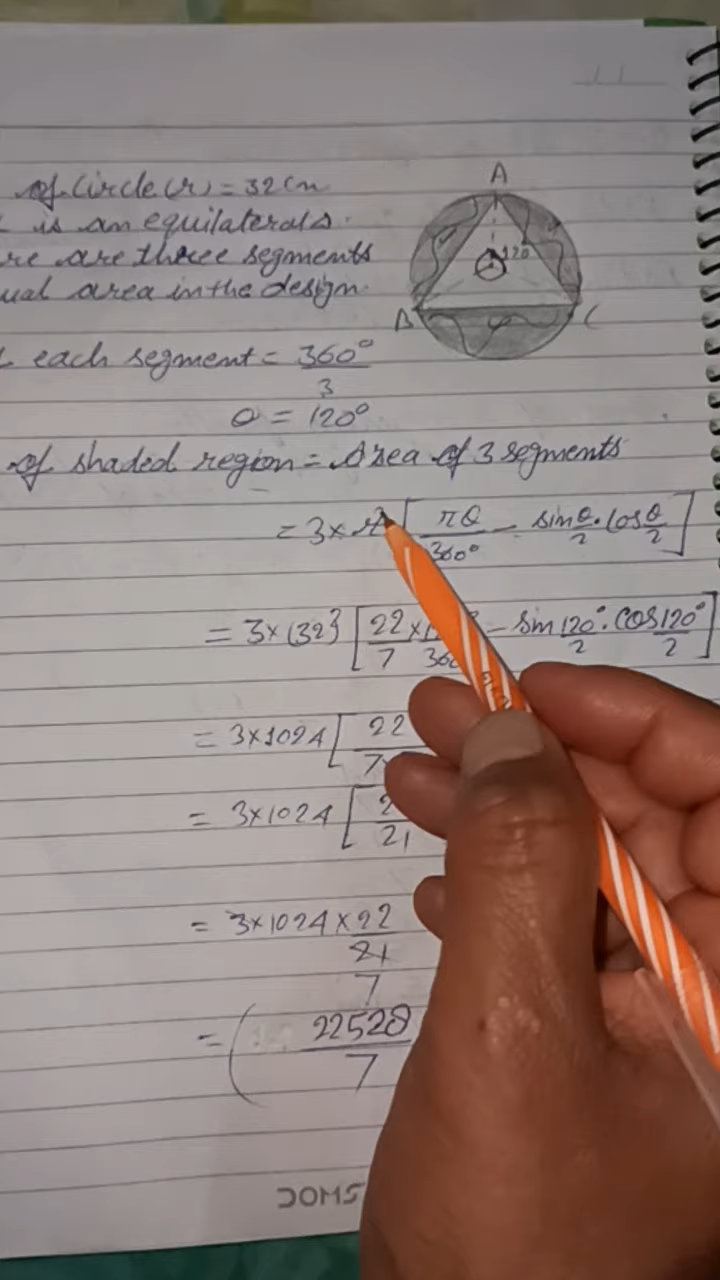 of Circle (r) = 32 cm
is an equilaterals.
re are three segments
ual area in the design.
A
120
B
C
each segment = 360°/3
θ = 120°
of shaded region = Area of 3 segments
= 3 × r² [πθ/360° - sin θ/2 . cos θ/2]
= 3 × (32)² [22/7 × - sin 120°/2 . cos 120°/2]
= 3×1024 [22
= 3×1024 [2 /21
= 3×1024 × 22/21
7
= (22528/7
DOMS